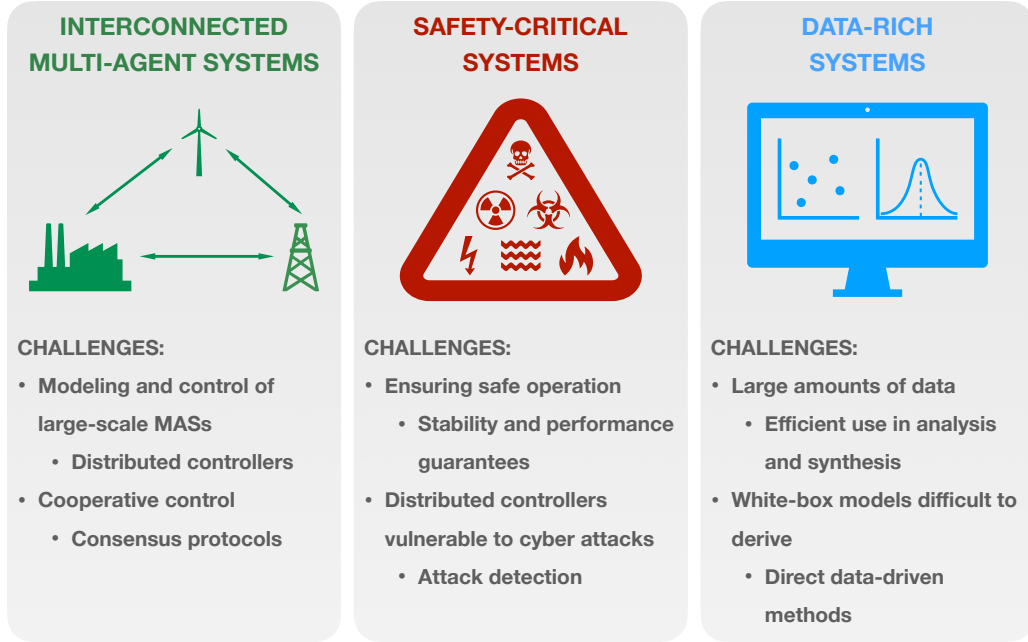 INTERCONNECTED
MULTI-AGENT SYSTEMS
CHALLENGES:
• Modeling and control of
large-scale MASs
• Distributed controllers
• Cooperative control
• Consensus protocols
SAFETY-CRITICAL
SYSTEMS
CHALLENGES:
• Ensuring safe operation
• Stability and performance
guarantees
• Distributed controllers
vulnerable to cyber attacks
• Attack detection
DATA-RICH
SYSTEMS
CHALLENGES:
• Large amounts of data
• Efficient use in analysis
and synthesis
• White-box models difficult to
derive
• Direct data-driven
methods